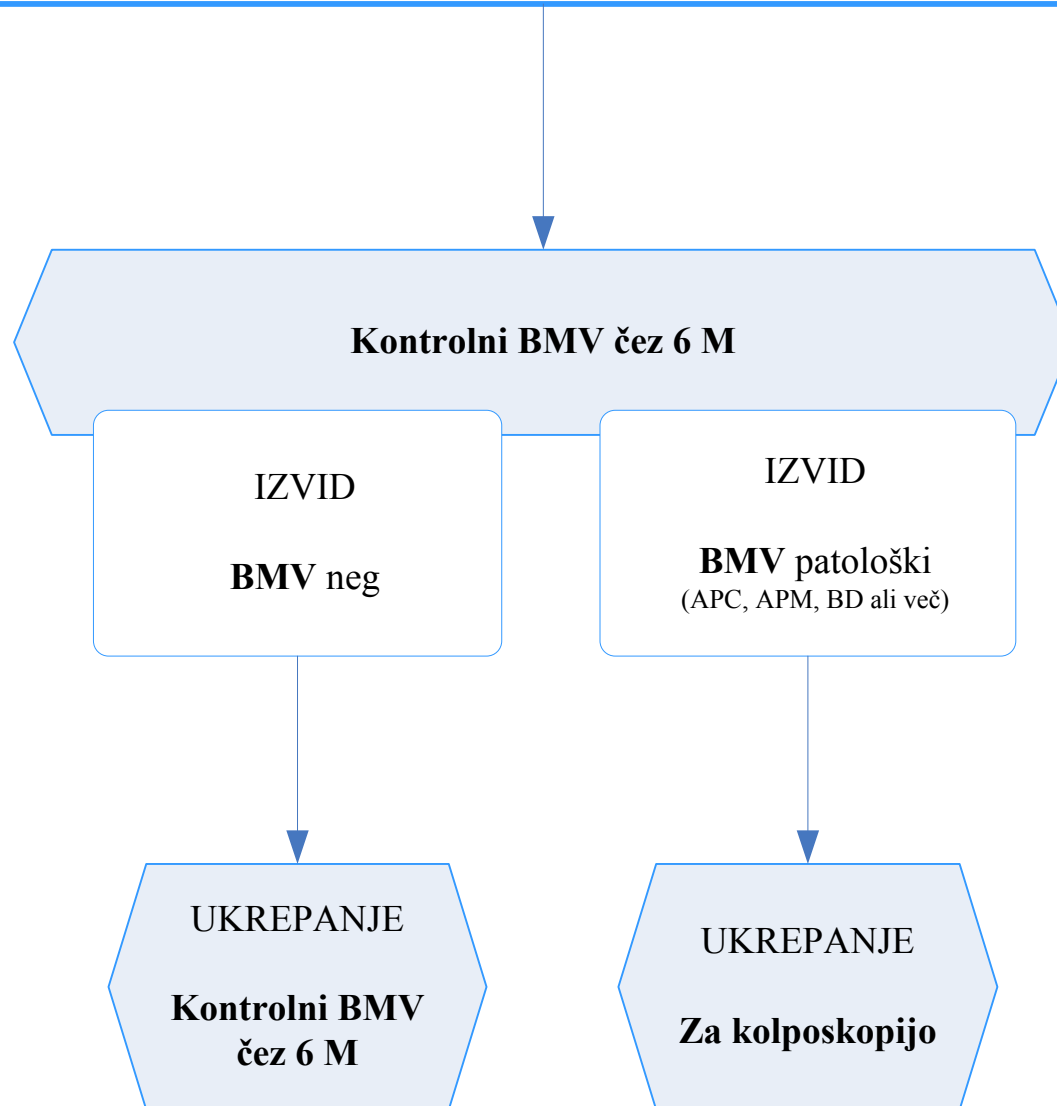 Kontrolni BMV čez 6 M
IZVID
BMV neg
IZVID
BMV patološki
(APC, APM, BD ali več)
UKREPANJE
Kontrolni BMV
čez 6 M
UKREPANJE
Za kolposkopijo